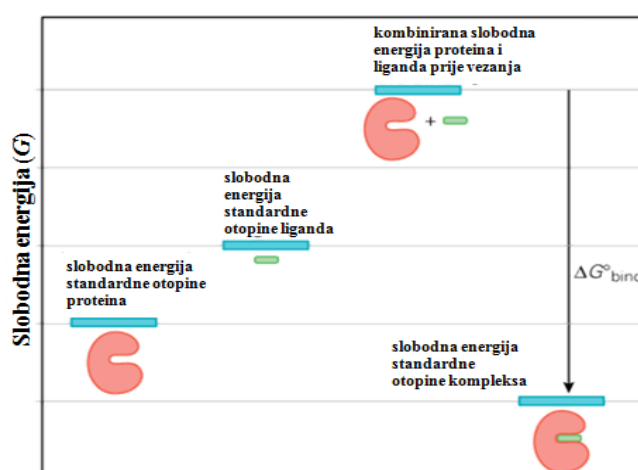 kombinirana slobodna
energija proteina i
liganda prije vezanja
+
slobodna
energija
standardne
otopine liganda
slobodna energija
standardne otopine
proteina
Slobodna energija (G)
ΔG°bind
slobodna energija
standardne
otopine kompleksa